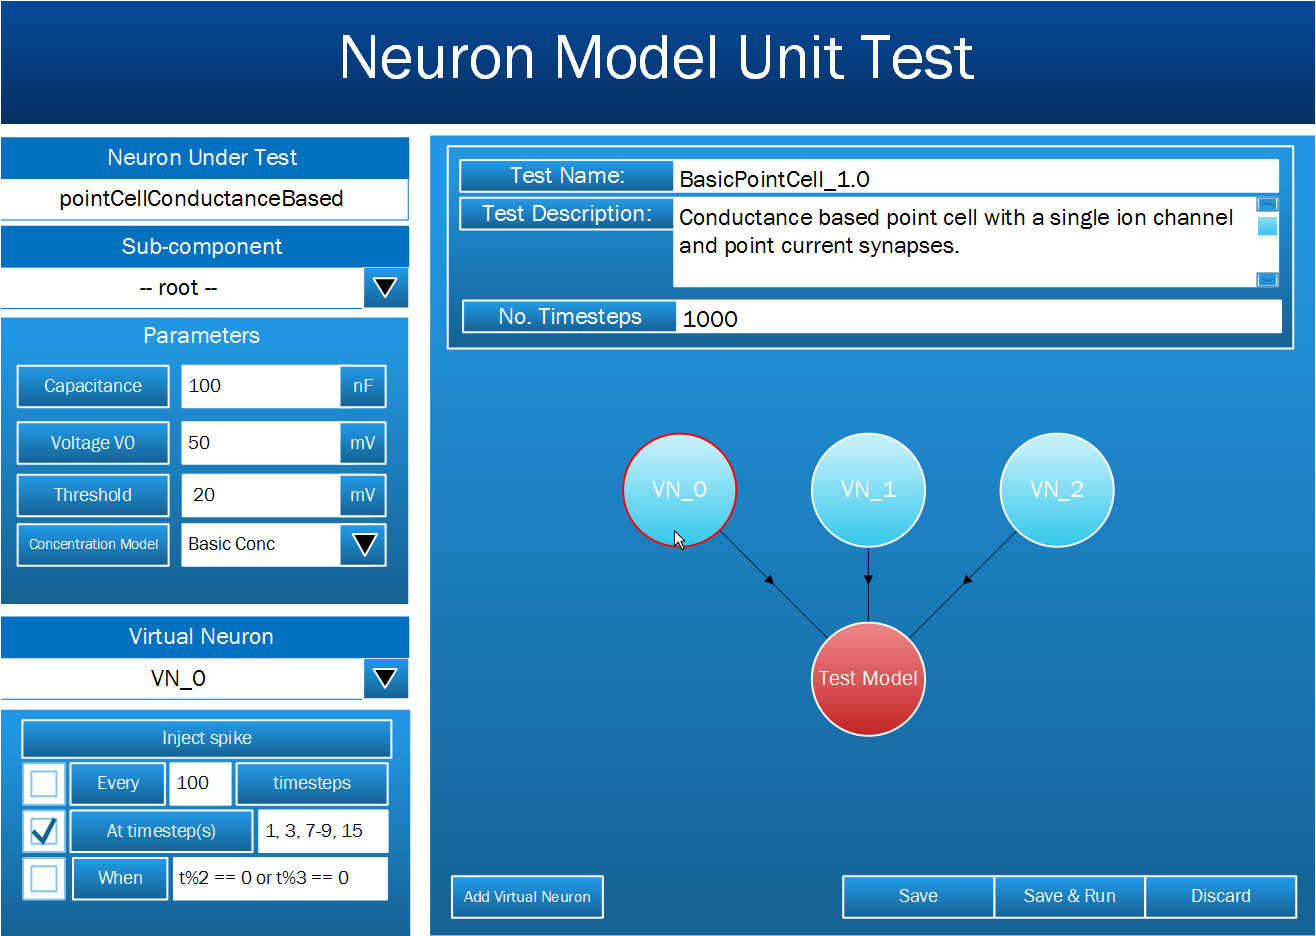 Neuron Model Unit Test
Neuron Under Test
pointCellConductanceBased
Sub-component
-- root --
Parameters
Capacitance 100 nF
Voltage V0 50 mV
Threshold 20 mV
Concentration Model Basic Conc
Virtual Neuron
VN_0
Inject spike
Every 100 timesteps
At timestep(s) 1, 3, 7-9, 15
When t%2 == 0 or t%3 == 0
Test Name: BasicPointCell_1.0
Test Description: Conductance based point cell with a single ion channel
and point current synapses.
No. Timesteps 1000
VN_0 VN_1 VN_2
Test Model
Add Virtual Neuron Save Save & Run Discard